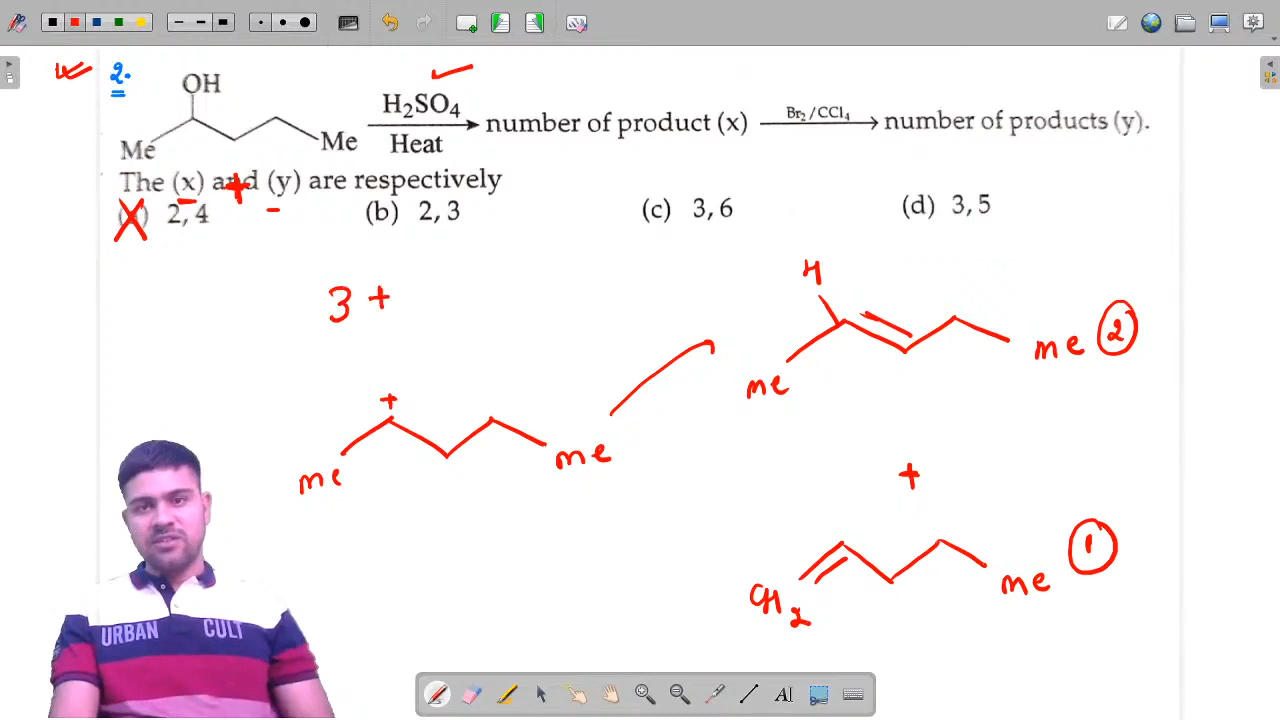 2.
OH
Me
Me
H₂SO₄
Heat
number of product (x)
Br₂/CCl₄
number of products (y).
The (x) and (y) are respectively
+
2, 4
(b) 2, 3
(c) 3, 6
(d) 3, 5
3 +
H
me
me
2
+
me
me
+
CH2
me
1
URBAN CULT
AI